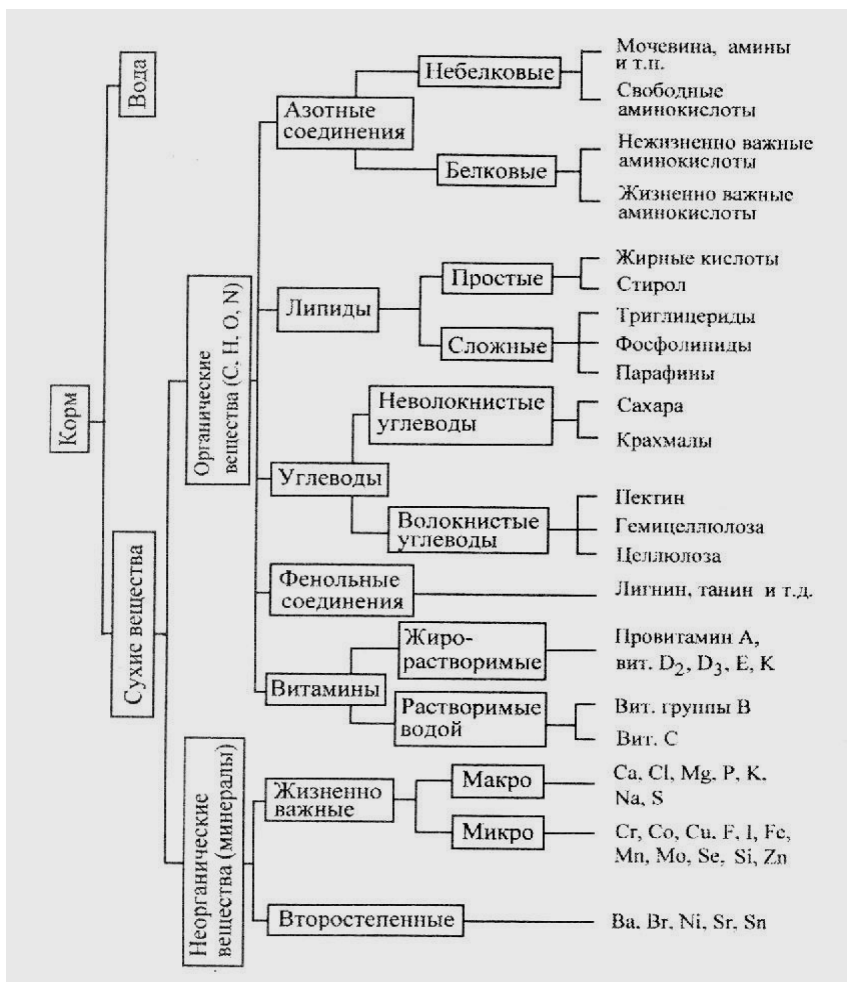 Корм
Вода
Сухие вещества
Органические
вещества (C, H, O, N)
Неорганические
вещества (минералы)
Азотные
соединения
Небелковые
Мочевина, амины
и т.п.
Свободные
аминокислоты
Белковые
Нежизненно важные
аминокислоты
Жизненно важные
аминокислоты
Липиды
Простые
Жирные кислоты
Стирол
Сложные
Триглицериды
Фосфолипиды
Парафины
Углеводы
Неволокнистые
углеводы
Сахара
Крахмалы
Волокнистые
углеводы
Пектин
Гемицеллюлоза
Целлюлоза
Фенольные
соединения
Лигнин, танин и т.д.
Витамины
Жиро-
растворимые
Провитамин А,
вит. D2, D3, E, K
Растворимые
водой
Вит. группы В
Вит. С
Жизненно
важные
Макро
Ca, Cl, Mg, P, K,
Na, S
Микро
Cr, Co, Cu, F, I, Fe,
Mn, Mo, Se, Si, Zn
Второстепенные
Ba, Br, Ni, Sr, Sn